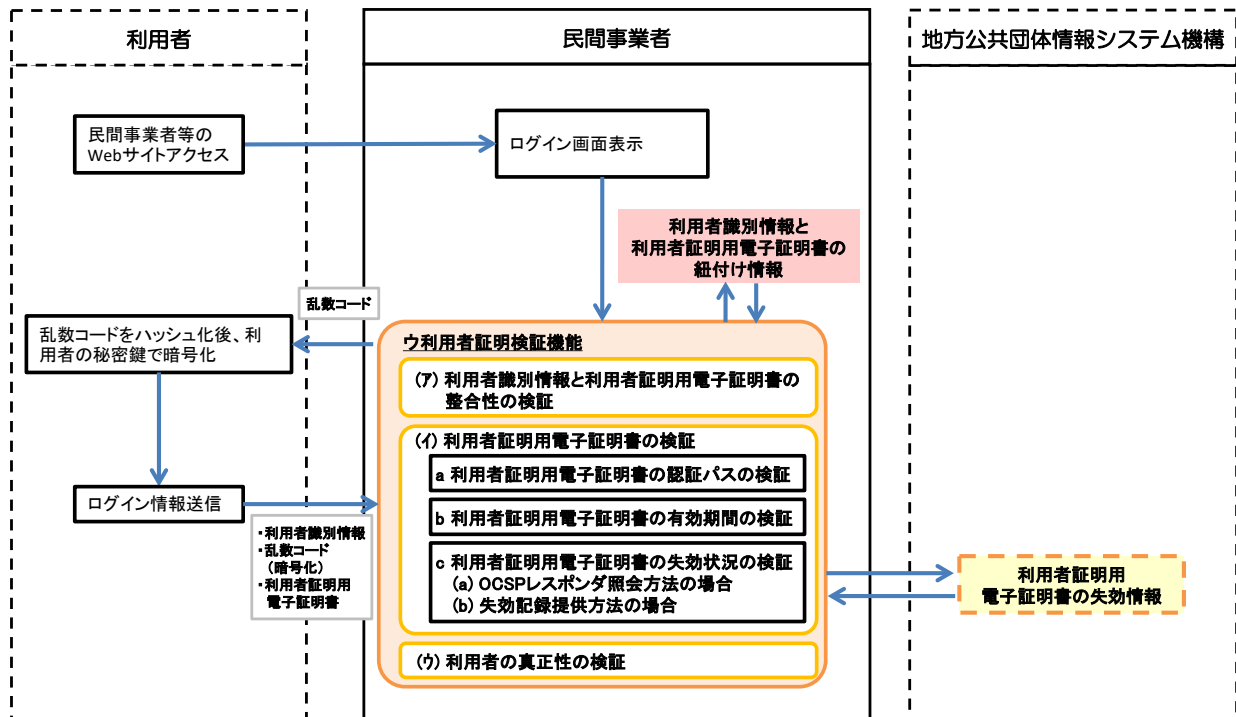 利用者
民間事業者
地方公共団体情報システム機構
民間事業者等の
Webサイトアクセス
ログイン画面表示
利用者識別情報と
利用者証明用電子証明書の
紐付け情報
乱数コード
乱数コードをハッシュ化後、利
用者の秘密鍵で暗号化
ウ利用者証明検証機能
(ア) 利用者識別情報と利用者証明用電子証明書の
整合性の検証
(イ) 利用者証明用電子証明書の検証
a 利用者証明用電子証明書の認証パスの検証
ログイン情報送信
b 利用者証明用電子証明書の有効期間の検証
・利用者識別情報
・乱数コード
(暗号化)
・利用者証明用
電子証明書
c 利用者証明用電子証明書の失効状況の検証
(a) OCSPレスポンダ照会方法の場合
(b) 失効記録提供方法の場合
利用者証明用
電子証明書の失効情報
(ウ) 利用者の真正性の検証